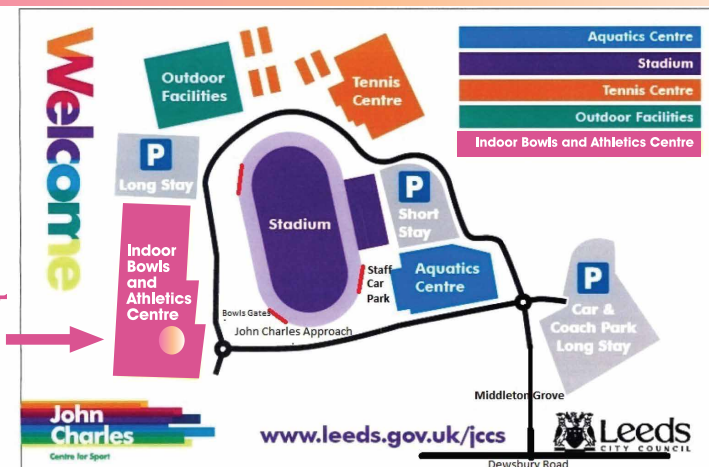 Welcome
Outdoor
Facilities
Tennis
Centre
Aquatics Centre
Stadium
Tennis Centre
Outdoor Facilities
Indoor Bowls and Athletics Centre
P
Long Stay
P
Short
Stay
Stadium
Indoor
Bowls
and
Athletics
Centre
Staff
Car
Park
Aquatics
Centre
P
Car &
Coach Park
Long Stay
Bowls Gates
John Charles Approach
Middleton Grove
John
Charles
Centre for Sport
www.leeds.gov.uk/jccs
Leeds
CITY COUNCIL
Dewsbury Road